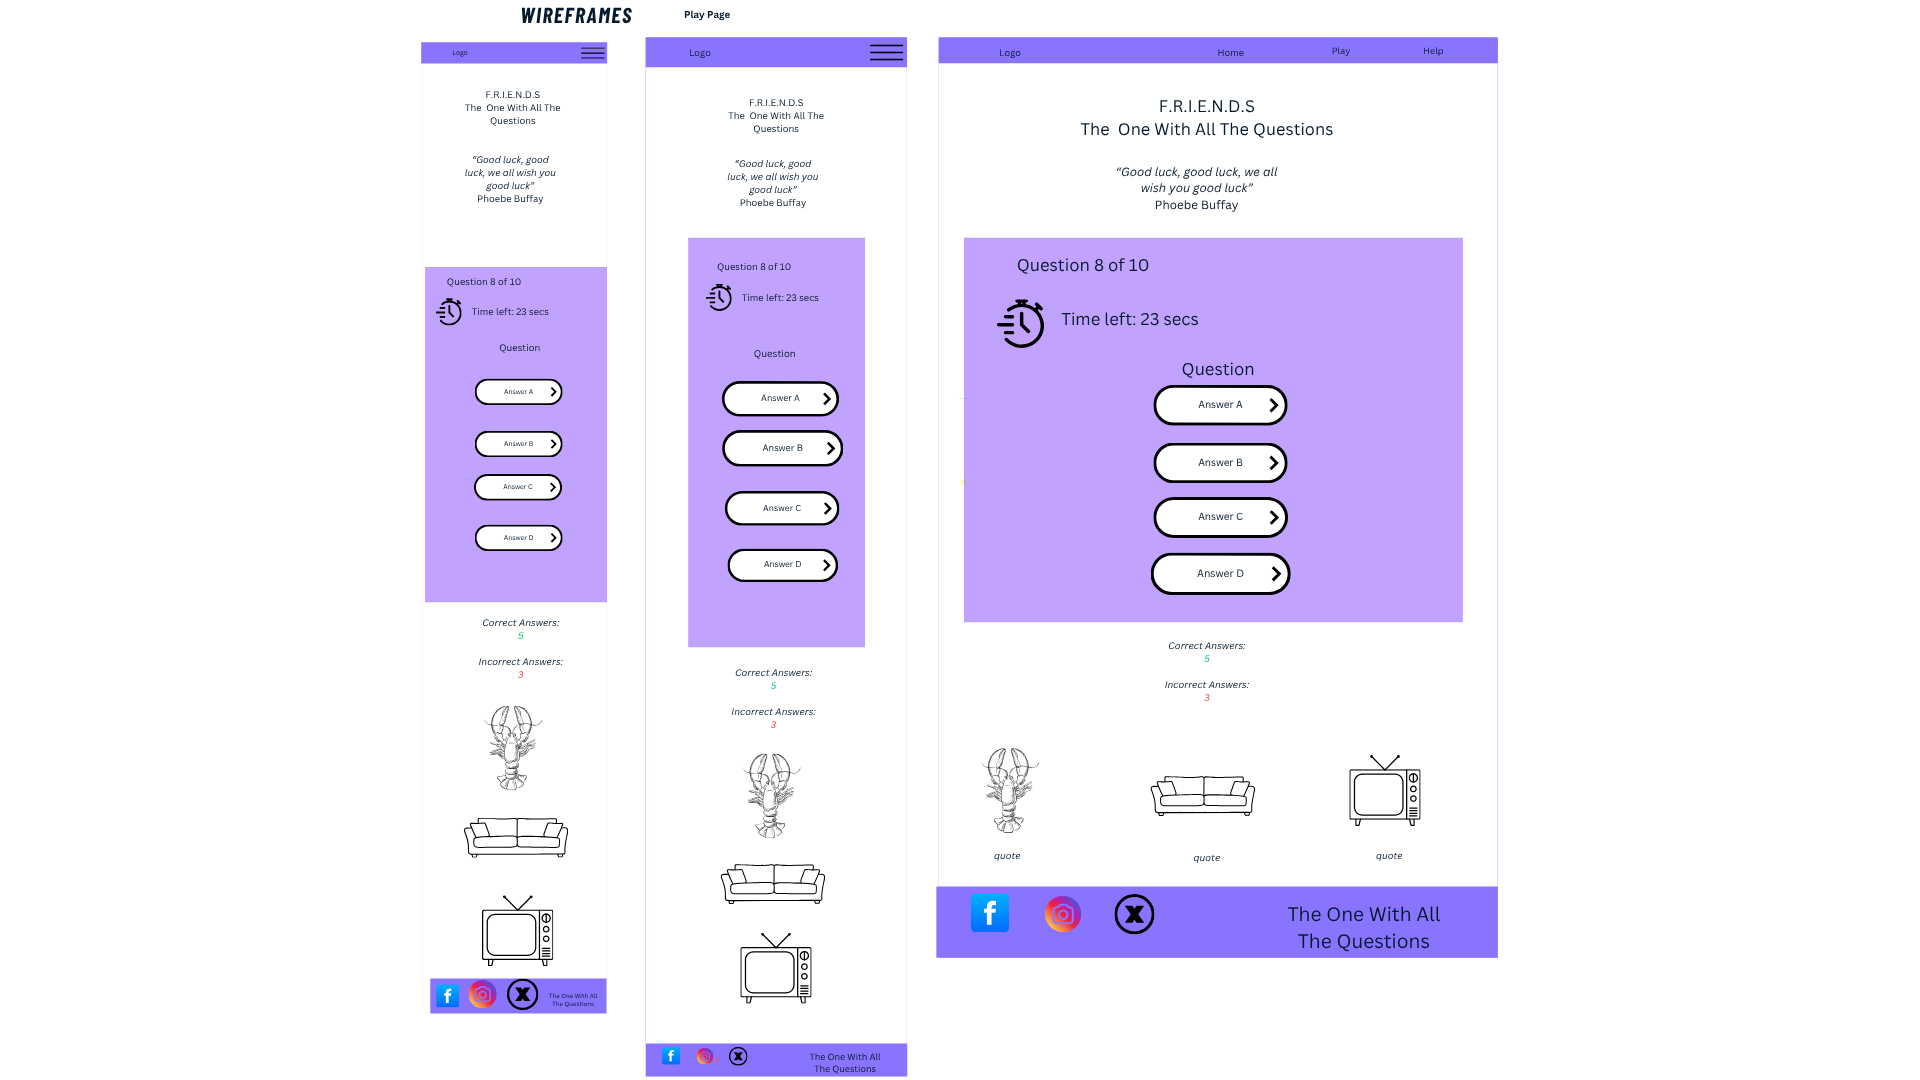 WIREFRAMES
Play Page
Logo
F.R.I.E.N.D.S
The One With All The
Questions
“Good luck, good
luck, we all wish you
good luck”
Phoebe Buffay
Question 8 of 10
Time left: 23 secs
Question
Answer A
Answer B
Answer C
Answer D
Correct Answers:
5
Incorrect Answers:
3
f
X
The One With All
The Questions
Logo
F.R.I.E.N.D.S
The One With All The
Questions
“Good luck, good
luck, we all wish you
good luck”
Phoebe Buffay
Question 8 of 10
Time left: 23 secs
Question
Answer A
Answer B
Answer C
Answer D
Correct Answers:
5
Incorrect Answers:
3
f
X
The One With All
The Questions
Logo Home Play Help
F.R.I.E.N.D.S
The One With All The Questions
“Good luck, good luck, we all
wish you good luck”
Phoebe Buffay
Question 8 of 10
Time left: 23 secs
Question
Answer A
Answer B
Answer C
Answer D
Correct Answers:
5
Incorrect Answers:
3
quote quote quote
f
X
The One With All
The Questions